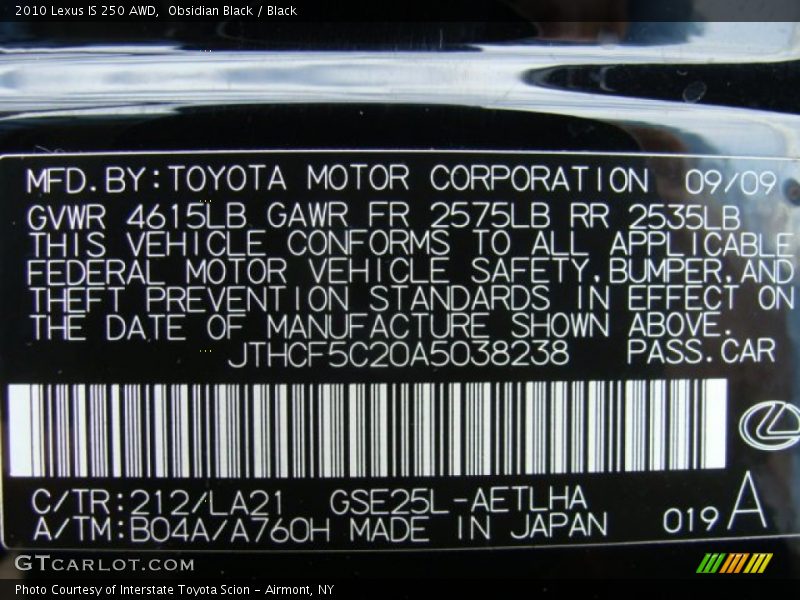 2010 Lexus IS 250 AWD,  Obsidian Black / Black
MFD.BY:TOYOTA MOTOR CORPORATION 09/09
GVWR 4615LB GAWR FR 2575LB RR 2535LB
THIS VEHICLE CONFORMS TO ALL APPLICABLE
FEDERAL MOTOR VEHICLE SAFETY,BUMPER,AND
THEFT PREVENTION STANDARDS IN EFFECT ON
THE DATE OF MANUFACTURE SHOWN ABOVE.
JTHCF5C20A5038238 PASS.CAR
C/TR:212/LA21 GSE25L-AETLHA
A/TM:B04A/A760H MADE IN JAPAN 019 A
GTCARLOT.COM
Photo Courtesy of Interstate Toyota Scion - Airmont, NY